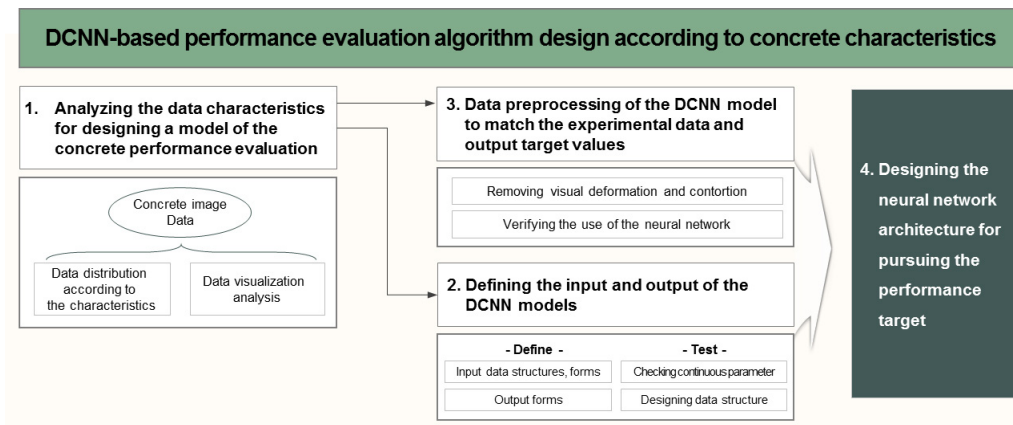 DCNN-based performance evaluation algorithm design according to concrete characteristics
1. Analyzing the data characteristics
for designing a model of the
concrete performance evaluation
Concrete image
Data
Data distribution
according to
the characteristics
Data visualization
analysis
3. Data preprocessing of the DCNN model
to match the experimental data and
output target values
Removing visual deformation and contortion
Verifying the use of the neural network
2. Defining the input and output of the
DCNN models
- Define -
Input data structures, forms
Output forms
- Test -
Checking continuous parameter
Designing data structure
4. Designing the
neural network
architecture for
pursuing the
performance
target